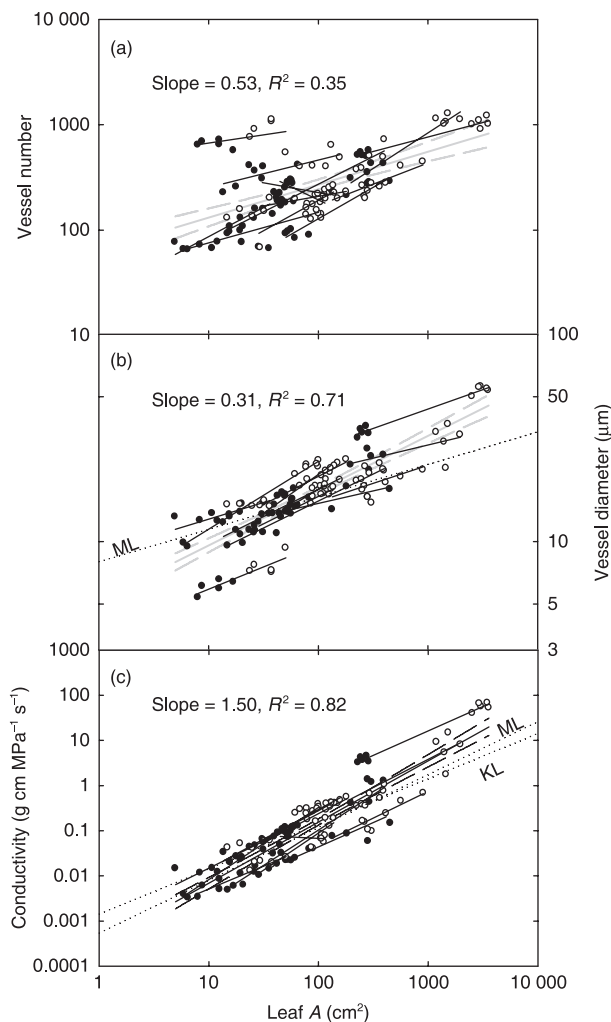 10 000
(a)
Slope = 0.53, R² = 0.35
1000
Vessel number
100
10
100
(b)
Slope = 0.31, R² = 0.71
50
Vessel diameter (μm)
ML
10
5
1000
3
(c)
Slope = 1.50, R² = 0.82
100
10
ML
KL
1
0.1
0.01
0.001
0.0001
Conductivity (g cm MPa⁻¹ s⁻¹)
1
10
100
1000
10 000
Leaf A (cm²)